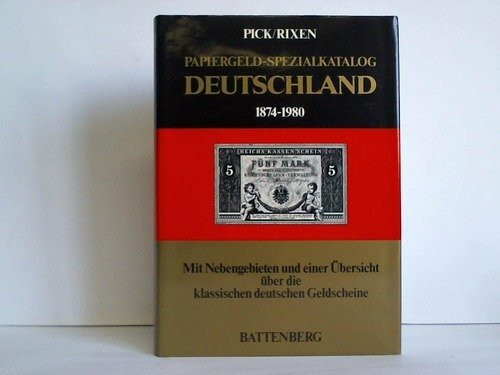 PICK/RIXEN
PAPIERGELD-SPEZIALKATALOG
DEUTSCHLAND
1874-1980
REICHS KASSEN SCHEIN
FÜNF MARK
5
5
Mit Nebengebieten und einer Übersicht
über die
klassischen deutschen Geldscheine
BATTENBERG